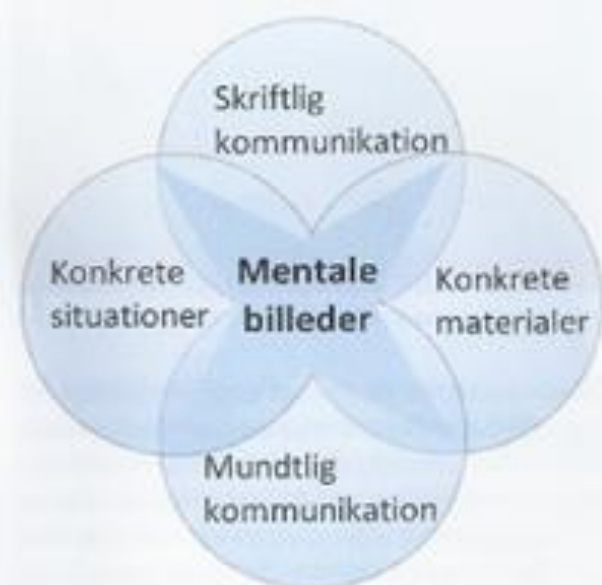 Skriftlig
kommunikation
Konkrete
situationer
Mentale
billeder
Konkrete
materialer
Mundtlig
kommunikation